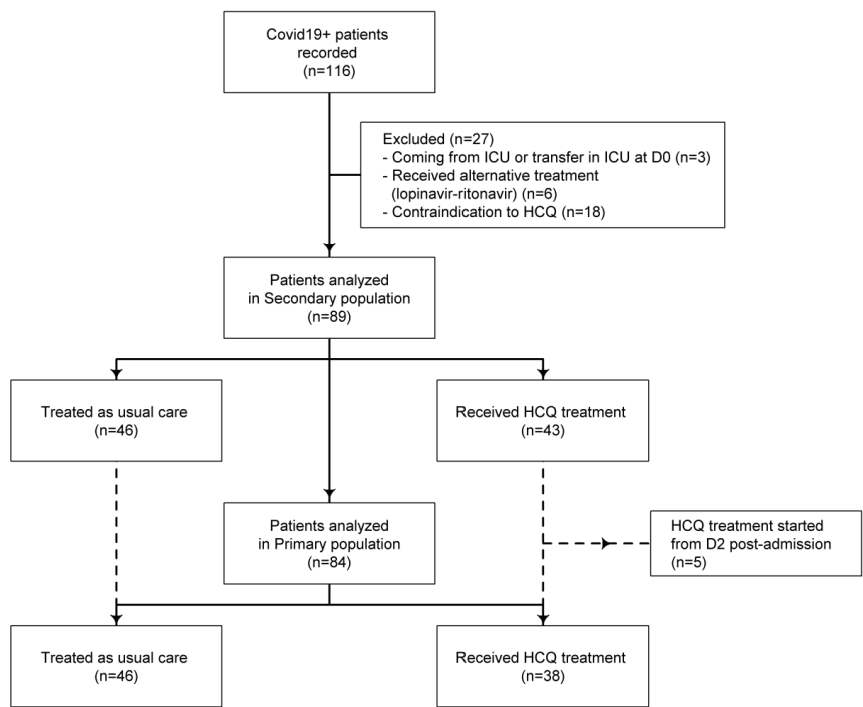 Covid19+ patients
recorded
(n=116)
Excluded (n=27)
- Coming from ICU or transfer in ICU at D0 (n=3)
- Received alternative treatment
(lopinavir-ritonavir) (n=6)
- Contraindication to HCQ (n=18)
Patients analyzed
in Secondary population
(n=89)
Treated as usual care
(n=46)
Received HCQ treatment
(n=43)
Patients analyzed
in Primary population
(n=84)
HCQ treatment started
from D2 post-admission
(n=5)
Treated as usual care
(n=46)
Received HCQ treatment
(n=38)